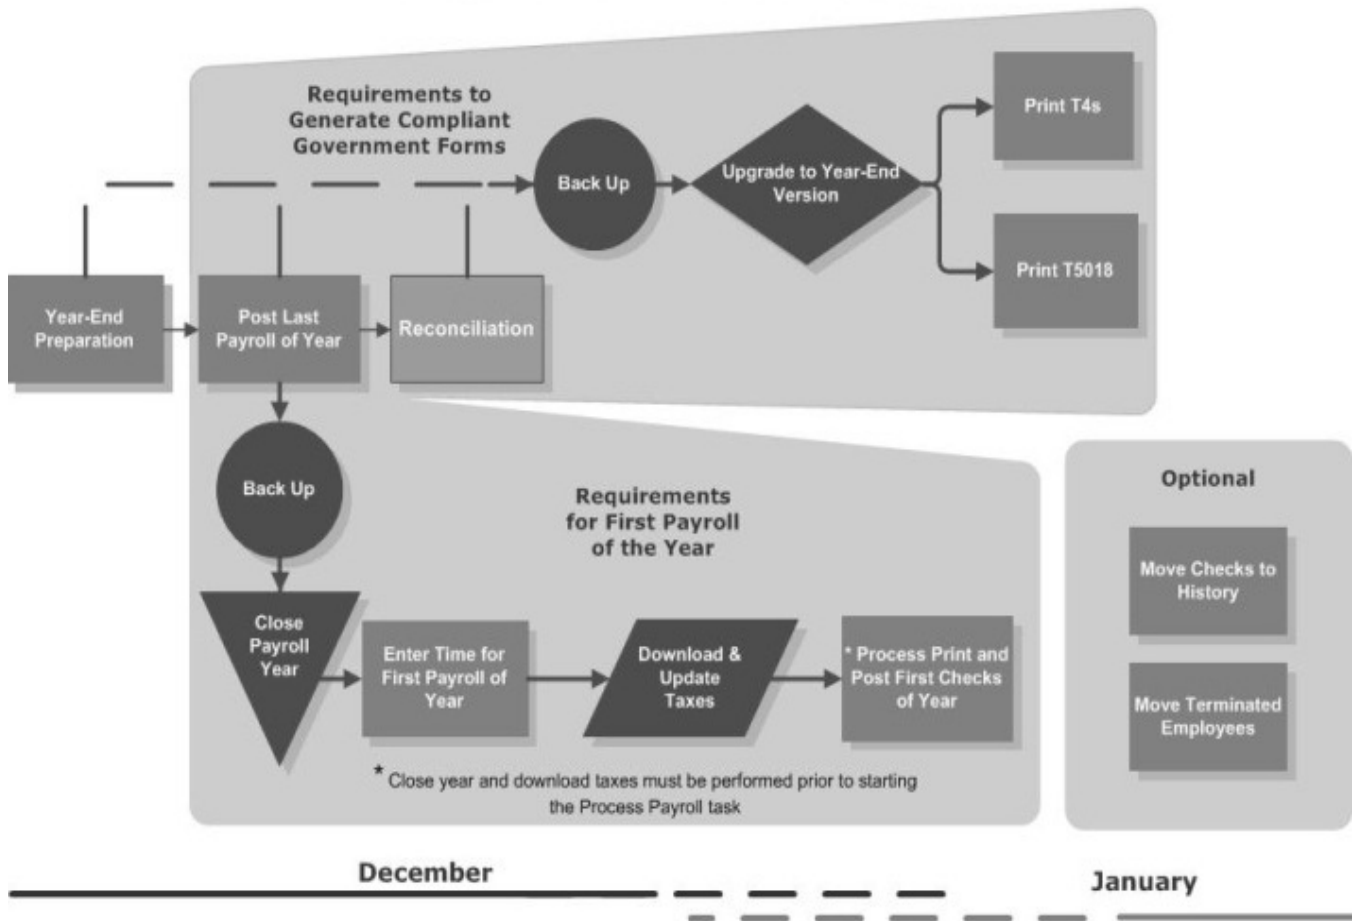 Requirements to
Generate Compliant
Government Forms
Back Up
Upgrade to Year-End
Version
Print T4s
Print T5018
Year-End
Preparation
Post Last
Payroll of Year
Reconciliation
Back Up
Requirements
for First Payroll
of the Year
Close
Payroll
Year
Enter Time for
First Payroll of
Year
Download &
Update
Taxes
* Process Print and
Post First Checks
of Year
* Close year and download taxes must be performed prior to starting
the Process Payroll task
Optional
Move Checks to
History
Move Terminated
Employees
December
January